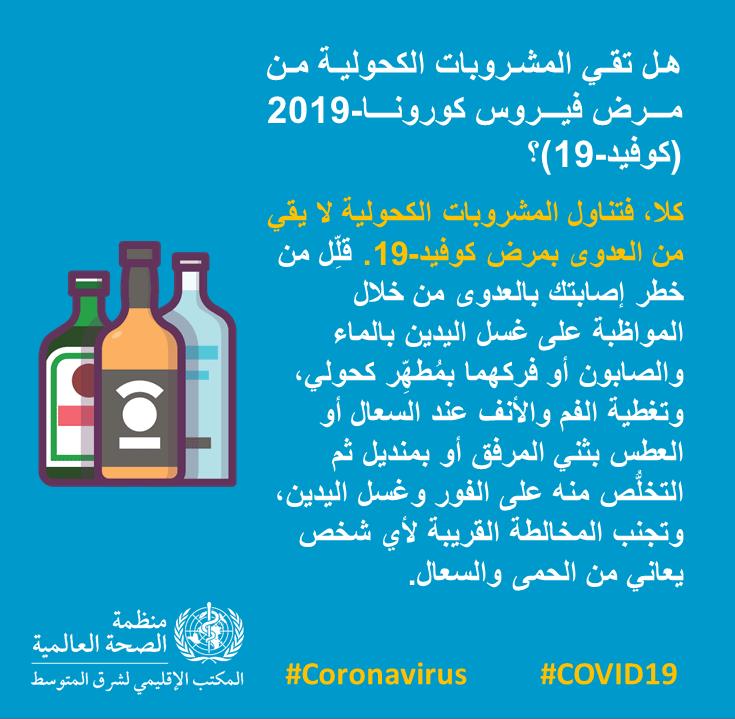 هل تقي المشروبات الكحولية من
مرض فيروس كورونا-2019
(كوفيد-19)؟
كلا، فتناول المشروبات الكحولية لا يقي
من العدوى بمرض كوفيد-19. قلِّل من
خطر إصابتك بالعدوى من خلال
المواظبة على غسل اليدين بالماء
والصابون أو فركهما بمُطهِّر كحولي،
وتغطية الفم والأنف عند السعال أو
العطس بثني المرفق أو بمنديل ثم
التخلُّص منه على الفور وغسل اليدين،
وتجنب المخالطة القريبة لأي شخص
يعاني من الحمى والسعال.
منظمة
الصحة العالمية
المكتب الإقليمي لشرق المتوسط
#Coronavirus #COVID19